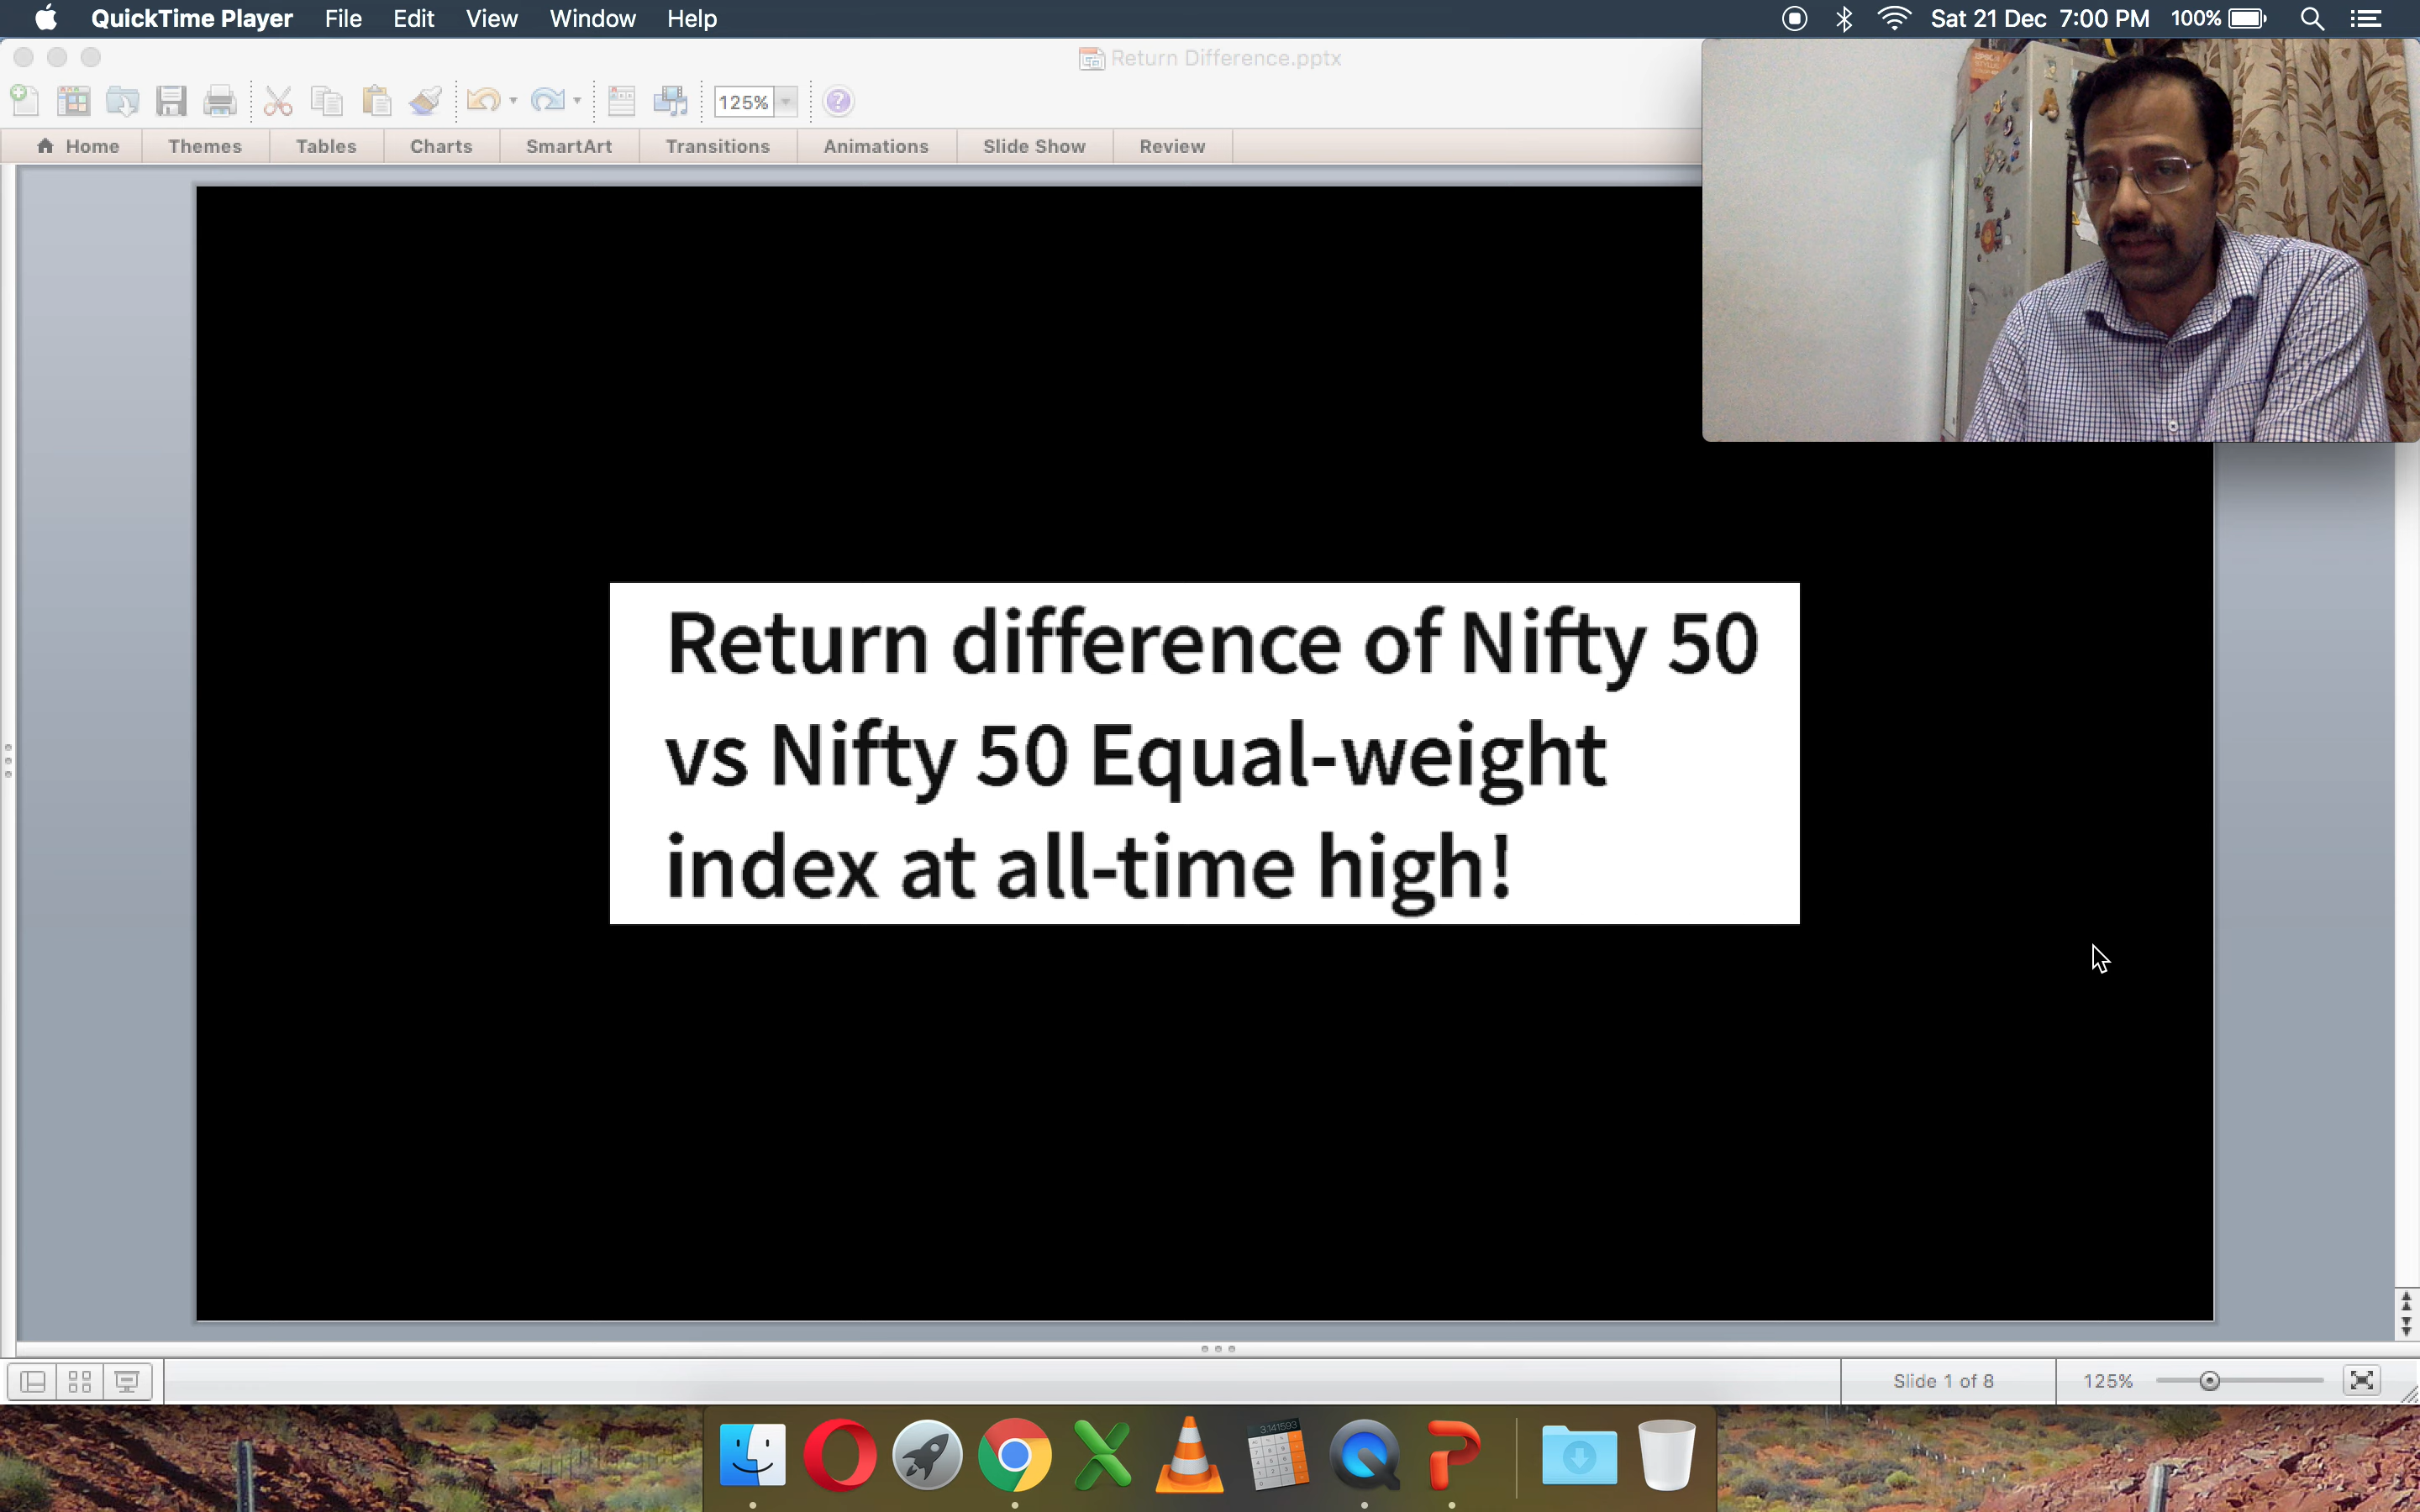 QuickTime Player File Edit View Window Help Sat 21 Dec 7:00 PM 100%
Return Difference.pptx
125%
Home Themes Tables Charts SmartArt Transitions Animations Slide Show Review
Return difference of Nifty 50
vs Nifty 50 Equal-weight
index at all-time high!
Slide 1 of 8 125%
3.141593